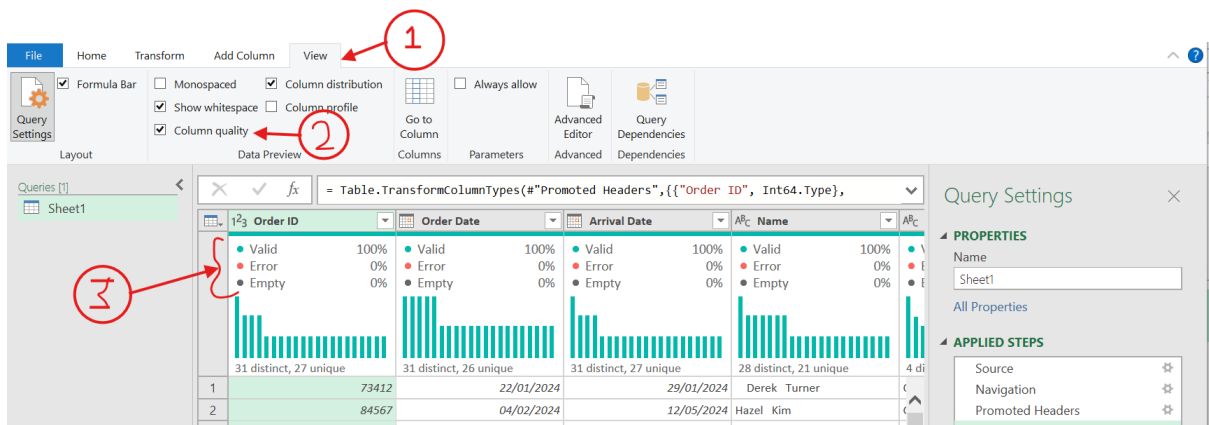 1
File Home Transform Add Column View
Formula Bar Monospaced Column distribution Always allow
Show whitespace Column profile
Query Settings Column quality 2 Go to Column Advanced Editor Query Dependencies
Layout Data Preview Columns Parameters Advanced Dependencies
Queries [1] fx = Table.TransformColumnTypes(#"Promoted Headers",{{"Order ID", Int64.Type}, Query Settings
Sheet1
1²3 Order ID Order Date Arrival Date ABC Name ABC
PROPERTIES
Valid 100% Valid 100% Valid 100% Valid 100%
Name
Error 0% Error 0% Error 0% Error 0%
Empty 0% Empty 0% Empty 0% Empty 0%
Sheet1
3
All Properties
APPLIED STEPS
31 distinct, 27 unique 31 distinct, 26 unique 31 distinct, 27 unique 28 distinct, 21 unique 4 di
Source
1 73412 22/01/2024 29/01/2024 Derek Turner
Navigation
2 84567 04/02/2024 12/05/2024 Hazel Kim
Promoted Headers